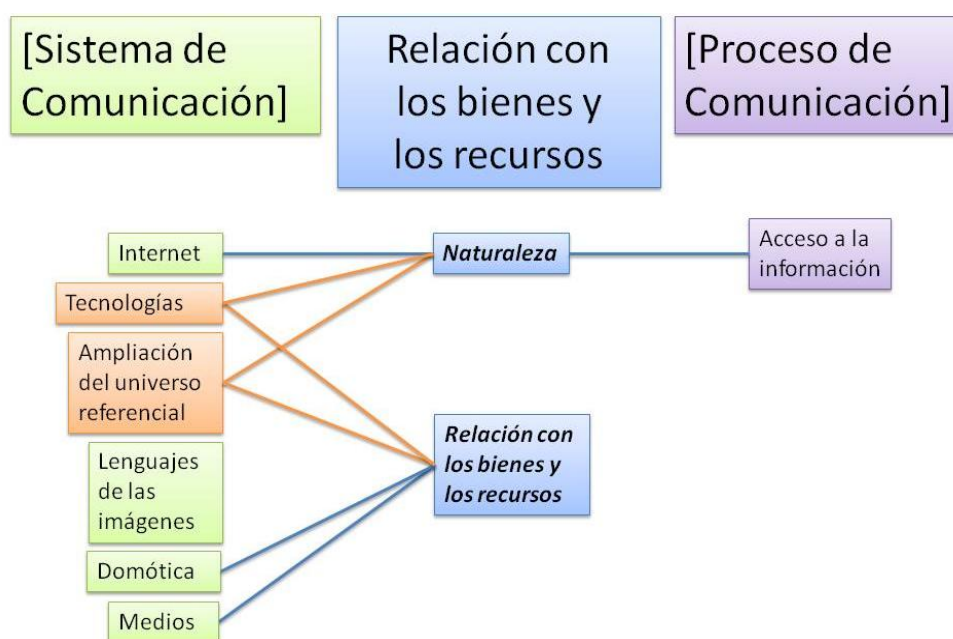 [Sistema de
Comunicación]
Relación con
los bienes y
los recursos
[Proceso de
Comunicación]
Internet
Tecnologías
Ampliación
del universo
referencial
Lenguajes
de las
imágenes
Domótica
Medios
Naturaleza
Relación con
los bienes y
los recursos
Acceso a la
información